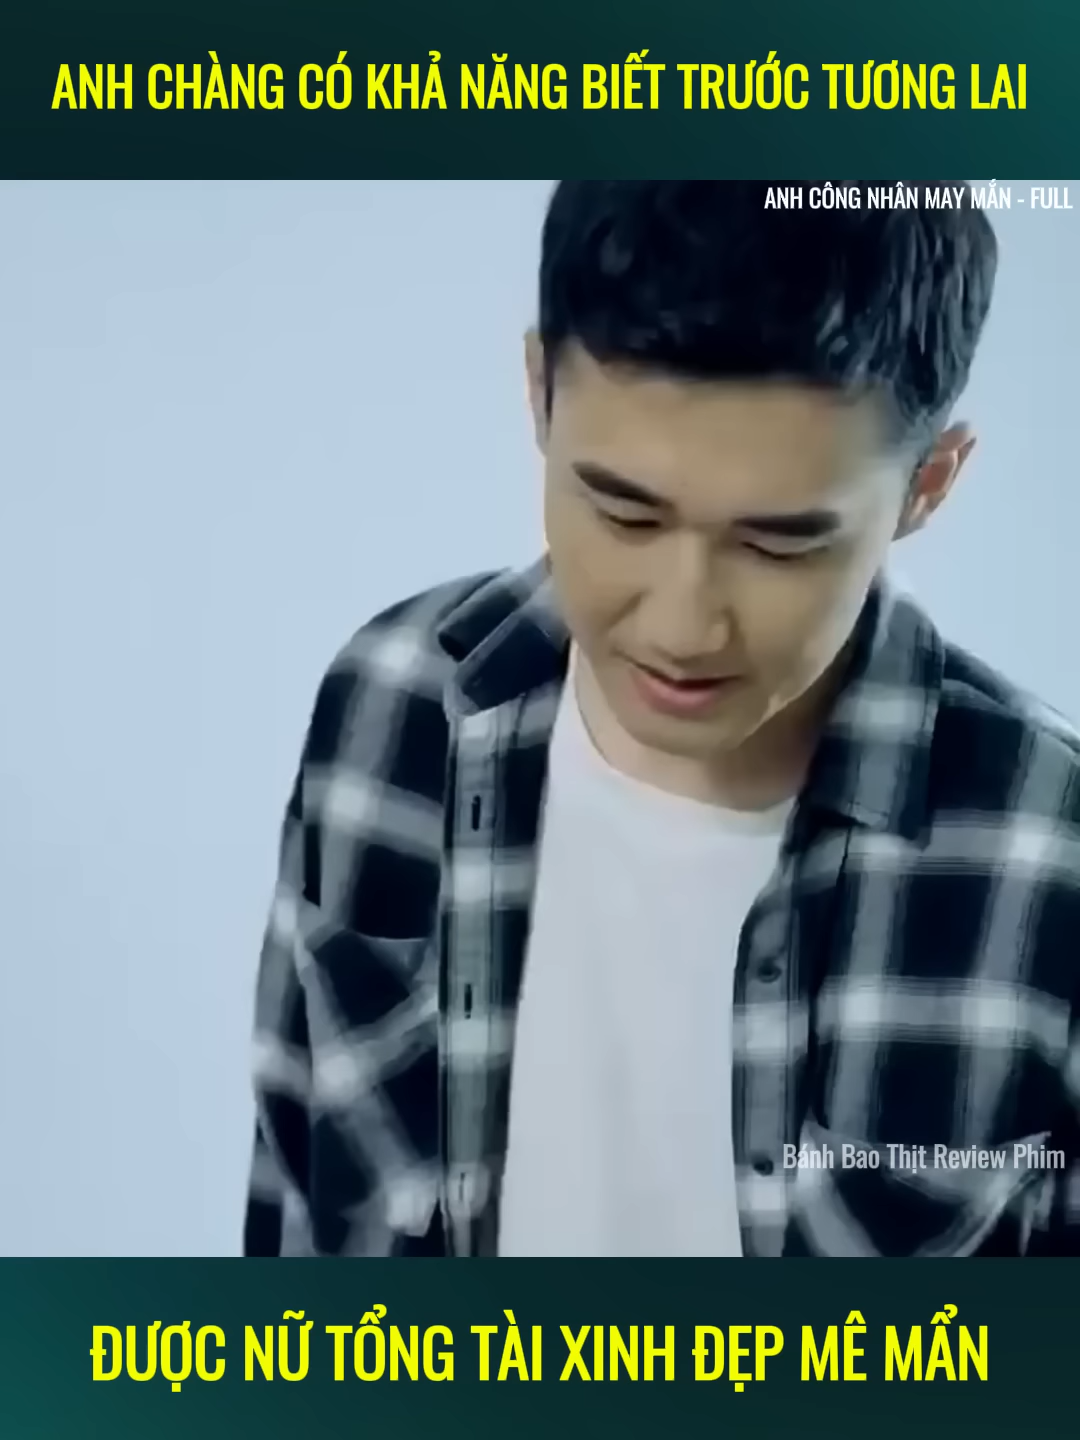 ANH CHÀNG CÓ KHẢ NĂNG BIẾT TRƯỚC TƯƠNG LAI
ANH CÔNG NHÂN MAY MẮN - FULL
Bánh Bao Thịt Review Phim
ĐƯỢC NỮ TỔNG TÀI XINH ĐẸP MÊ MẨN